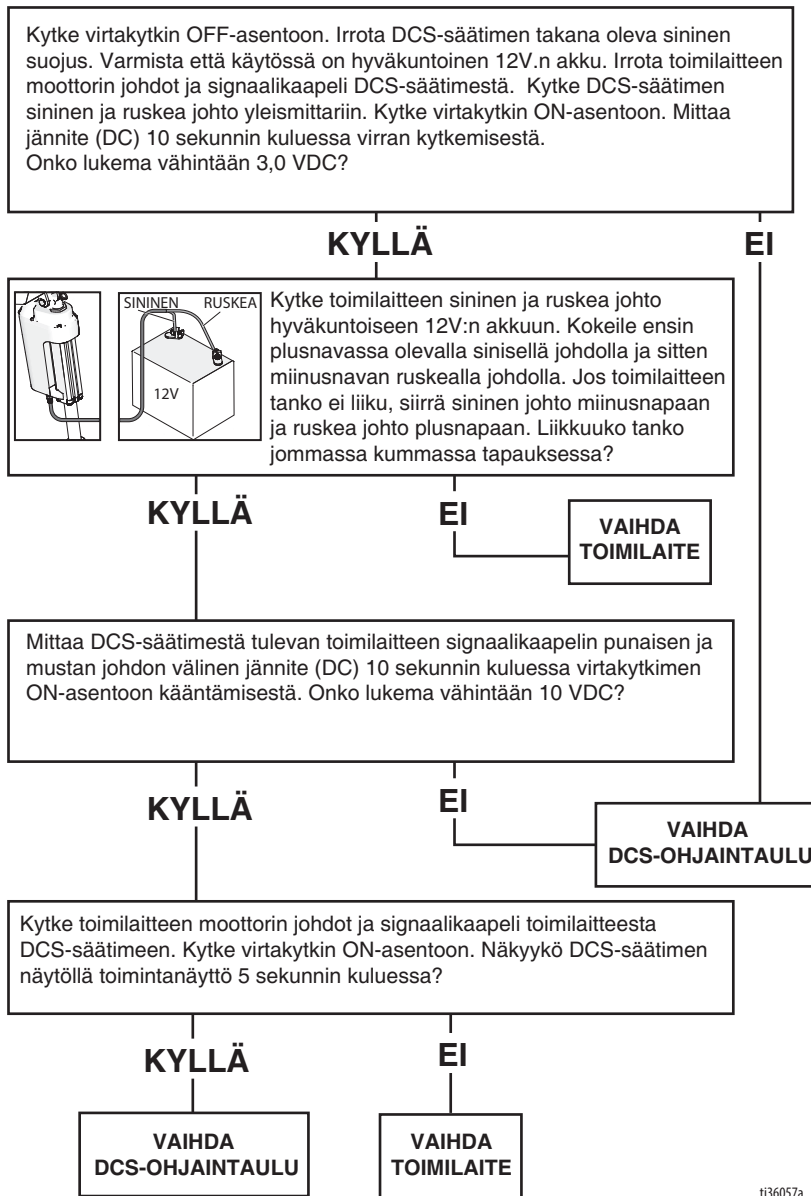 Kytke virtakytkin OFF-asentoon. Irrota DCS-säätimen takana oleva sininen
suojus. Varmista että käytössä on hyväkuntoinen 12V.n akku. Irrota toimilaitteen
moottorin johdot ja signaalikaapeli DCS-säätimestä. Kytke DCS-säätimen
sininen ja ruskea johto yleismittariin. Kytke virtakytkin ON-asentoon. Mittaa
jännite (DC) 10 sekunnin kuluessa virran kytkemisestä.
Onko lukema vähintään 3,0 VDC?
KYLLÄ
EI
SININEN
RUSKEA
12V
Kytke toimilaitteen sininen ja ruskea johto
hyväkuntoiseen 12V:n akkuun. Kokeile ensin
plusnavassa olevalla sinisellä johdolla ja sitten
miinusnavan ruskealla johdolla. Jos toimilaitteen
tanko ei liiku, siirrä sininen johto miinusnapaan
ja ruskea johto plusnapaan. Liikkuuko tanko
jommassa kummassa tapauksessa?
KYLLÄ
EI
VAIHDA
TOIMILAITE
Mittaa DCS-säätimestä tulevan toimilaitteen signaalikaapelin punaisen ja
mustan johdon välinen jännite (DC) 10 sekunnin kuluessa virtakytkimen
ON-asentoon kääntämisestä. Onko lukema vähintään 10 VDC?
KYLLÄ
EI
VAIHDA
DCS-OHJAINTAULU
Kytke toimilaitteen moottorin johdot ja signaalikaapeli toimilaitteesta
DCS-säätimeen. Kytke virtakytkin ON-asentoon. Näkyykö DCS-säätimen
näytöllä toimintanäyttö 5 sekunnin kuluessa?
KYLLÄ
EI
VAIHDA
DCS-OHJAINTAULU
VAIHDA
TOIMILAITE
ti36057a